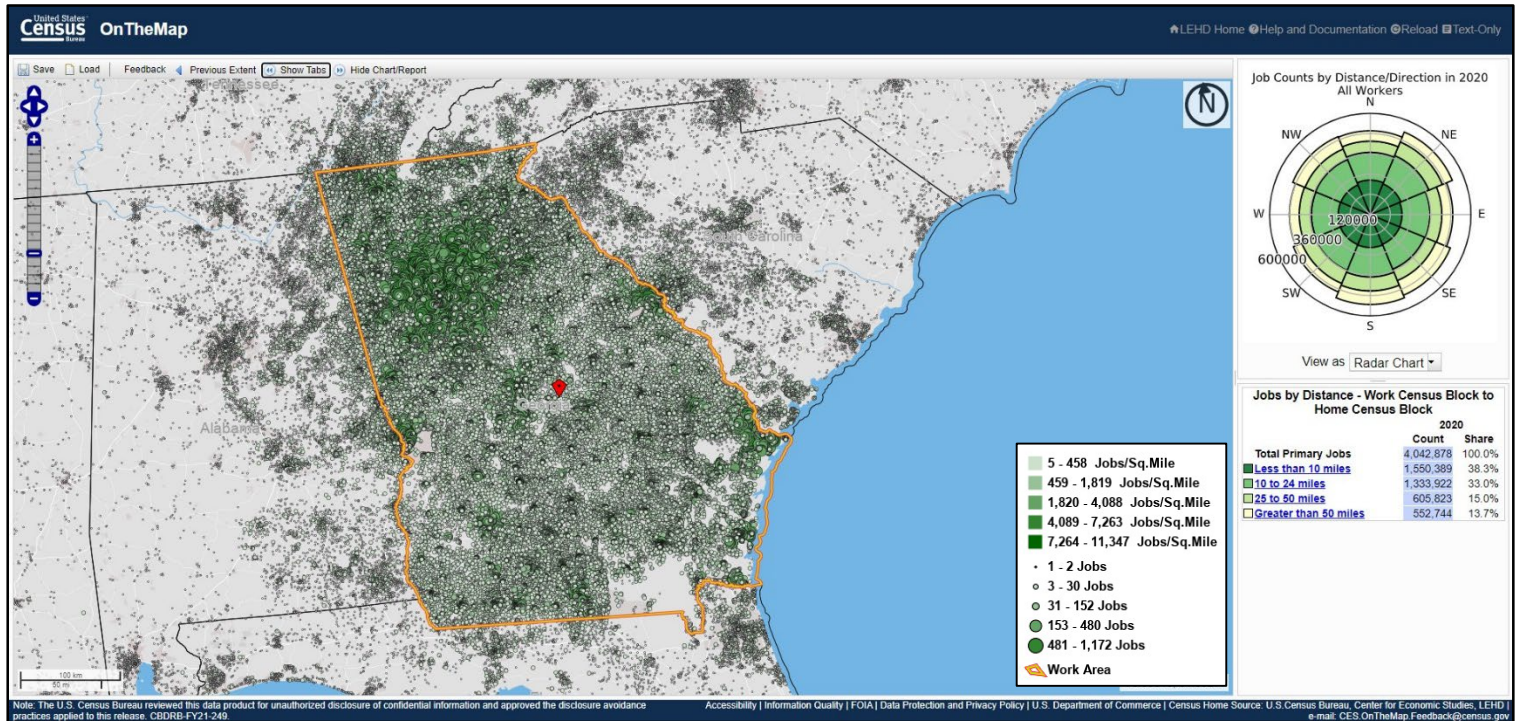 United States
Census
Bureau
OnTheMap
LEHD Home Help and Documentation Reload Text-Only
Save Load Feedback Previous Extent Show Tabs Hide Chart/Report
Tennessee
N
Carolina
Alabama
100 km
50 mi
5 - 458 Jobs/Sq.Mile
459 - 1,819 Jobs/Sq.Mile
1,820 - 4,088 Jobs/Sq.Mile
4,089 - 7,263 Jobs/Sq.Mile
7,264 - 11,347 Jobs/Sq.Mile
1 - 2 Jobs
3 - 30 Jobs
31 - 152 Jobs
153 - 480 Jobs
481 - 1,172 Jobs
Work Area
Job Counts by Distance/Direction in 2020
All Workers
N
NW NE
W E
120000
360000
600000
SW SE
S
View as Radar Chart
Jobs by Distance - Work Census Block to
Home Census Block
2020
Count Share
Total Primary Jobs 4,042,878 100.0%
Less than 10 miles 1,550,389 38.3%
10 to 24 miles 1,333,922 33.0%
25 to 50 miles 605,823 15.0%
Greater than 50 miles 552,744 13.7%
Note: The U.S. Census Bureau reviewed this data product for unauthorized disclosure of confidential information and approved the disclosure avoidance
practices applied to this release. CBDRB-FY21-249.
Accessibility | Information Quality | FOIA | Data Protection and Privacy Policy | U.S. Department of Commerce | Census Home Source: U.S.Census Bureau, Center for Economic Studies, LEHD |
e-mail: CES.OnTheMap.Feedback@census.gov